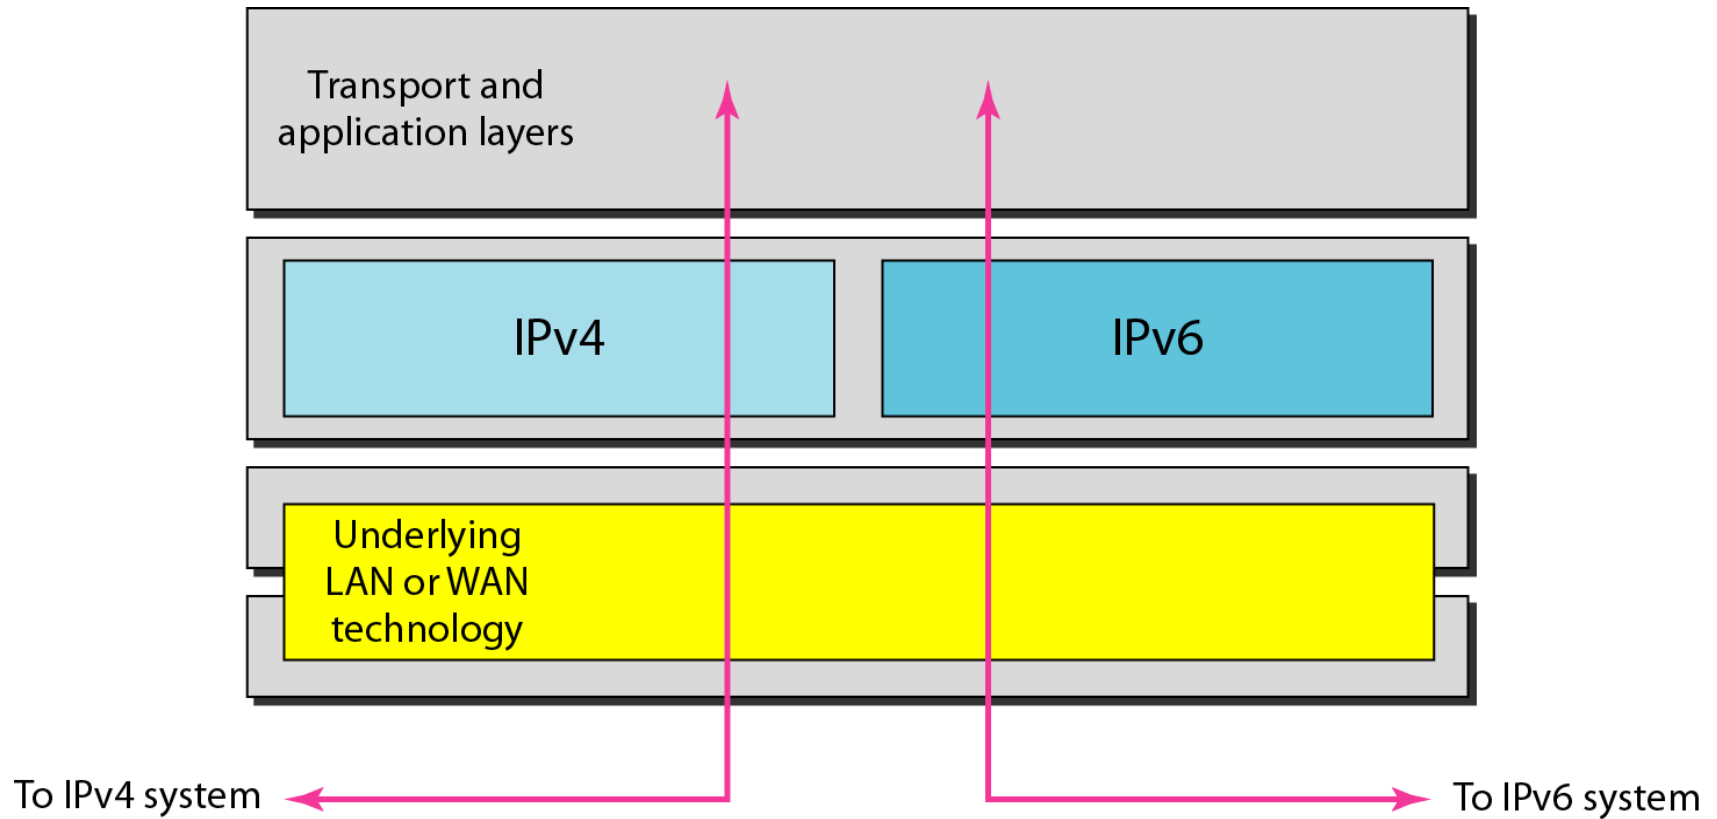 Transport and
application layers
IPv4
IPv6
Underlying
LAN or WAN
technology
To IPv4 system
To IPv6 system